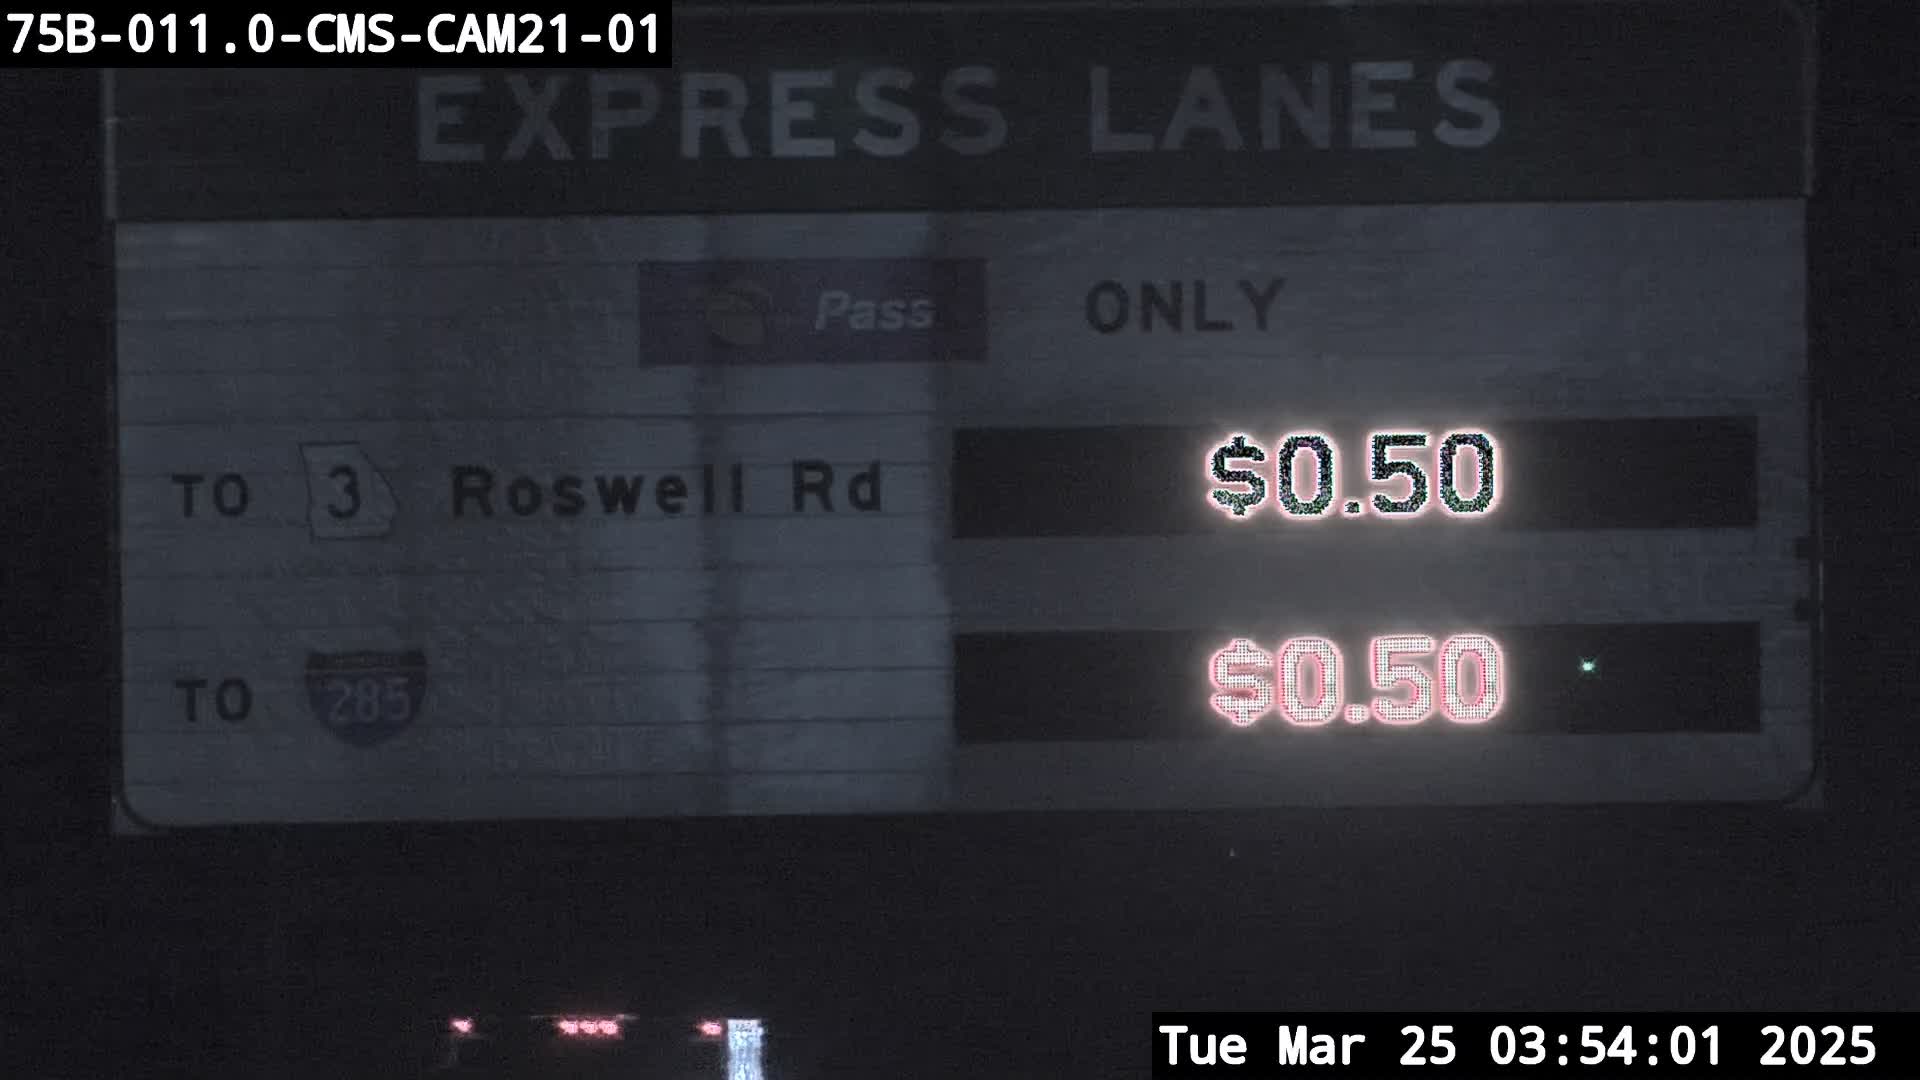 75B-011.0-CMS-CAM21-01
EXPRESS LANES
Pass ONLY
TO 3 Roswell Rd $0.50
TO 285 $0.50
Tue Mar 25 03:54:01 2025